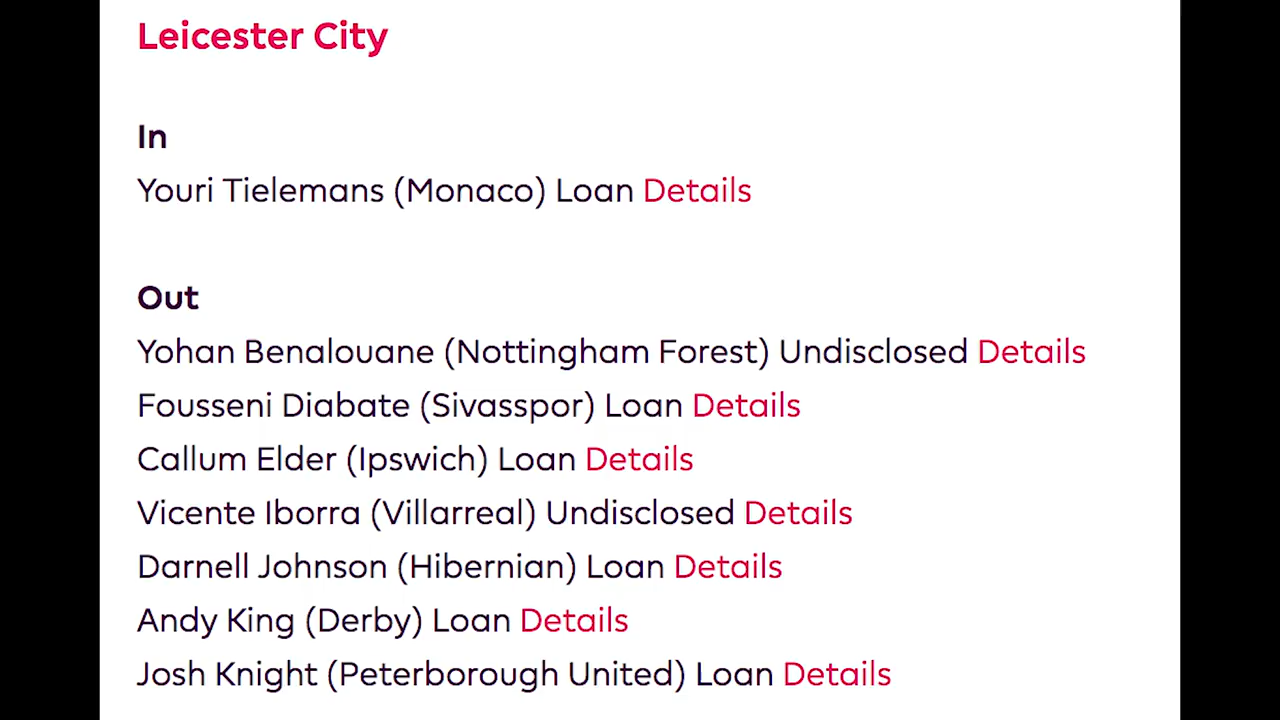 Leicester City
In
Youri Tielemans (Monaco) Loan Details
Out
Yohan Benalouane (Nottingham Forest) Undisclosed Details
Fousseni Diabate (Sivasspor) Loan Details
Callum Elder (Ipswich) Loan Details
Vicente Iborra (Villarreal) Undisclosed Details
Darnell Johnson (Hibernian) Loan Details
Andy King (Derby) Loan Details
Josh Knight (Peterborough United) Loan Details